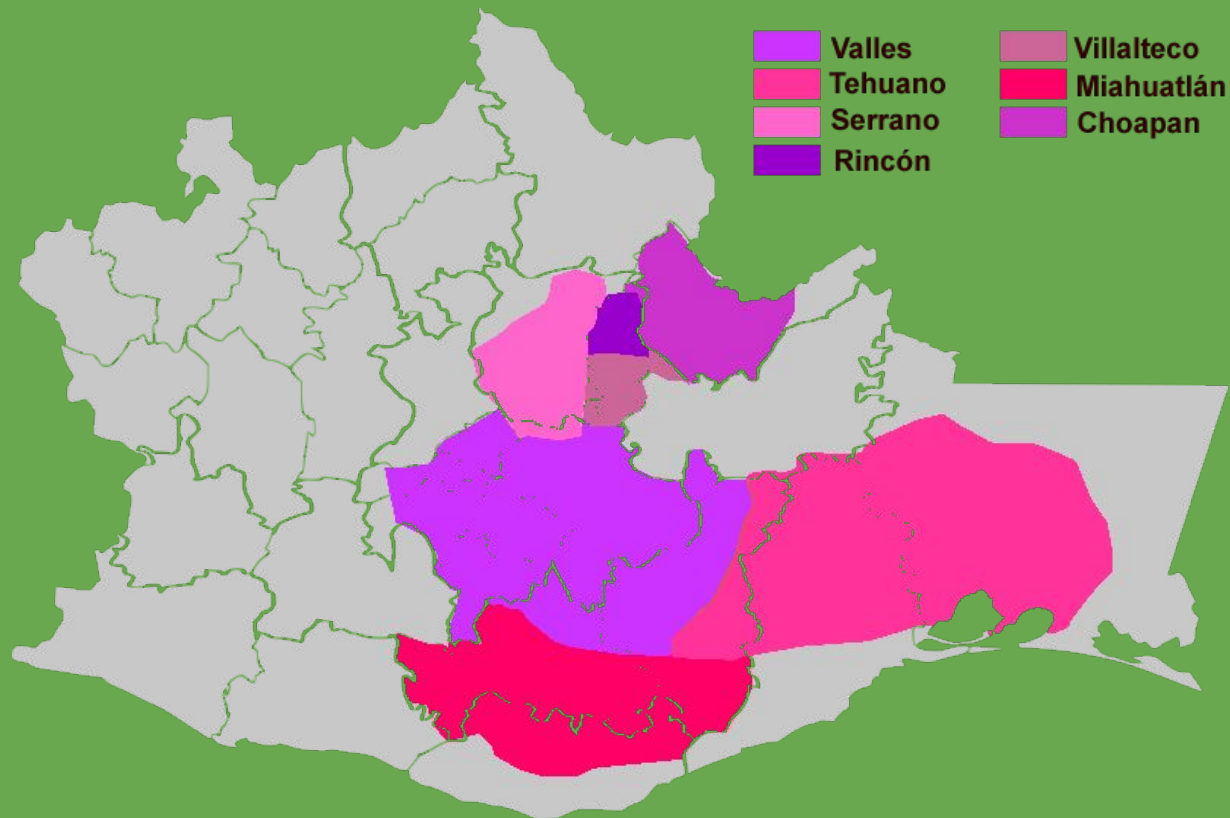 Valles
Tehuano
Serrano
Rincón
Villalteco
Miahuatlán
Choapan